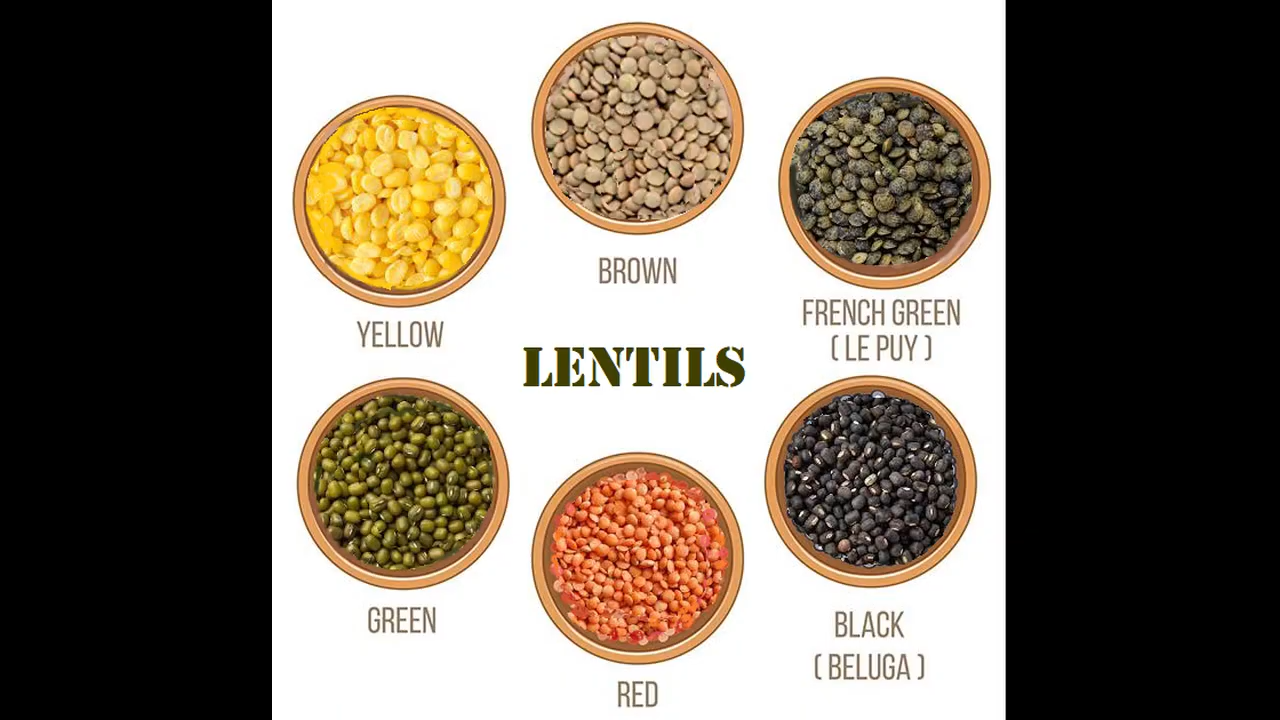 BROWN
YELLOW
FRENCH GREEN
( LE PUY )
LENTILS
GREEN
RED
BLACK
( BELUGA )